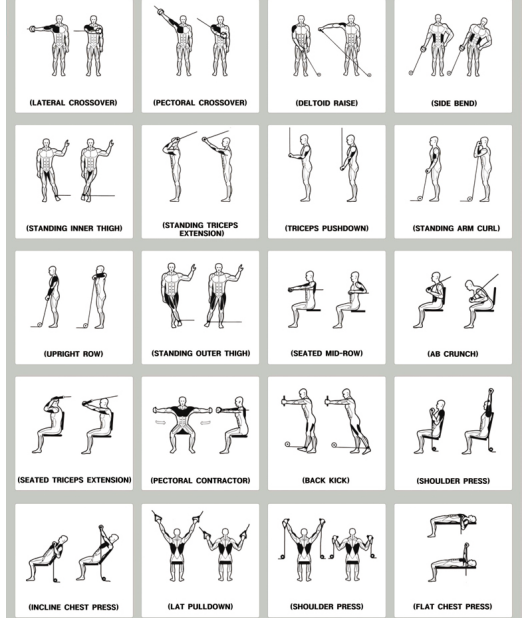 (LATERAL CROSSOVER)
(PECTORAL CROSSOVER)
(DELTOID RAISE)
(SIDE BEND)
(STANDING INNER THIGH)
(STANDING TRICEPS
EXTENSION)
(TRICEPS PUSHDOWN)
(STANDING ARM CURL)
(UPRIGHT ROW)
(STANDING OUTER THIGH)
(SEATED MID-ROW)
(AB CRUNCH)
(SEATED TRICEPS EXTENSION)
(PECTORAL CONTRACTOR)
(BACK KICK)
(SHOULDER PRESS)
(INCLINE CHEST PRESS)
(LAT PULLDOWN)
(SHOULDER PRESS)
(FLAT CHEST PRESS)